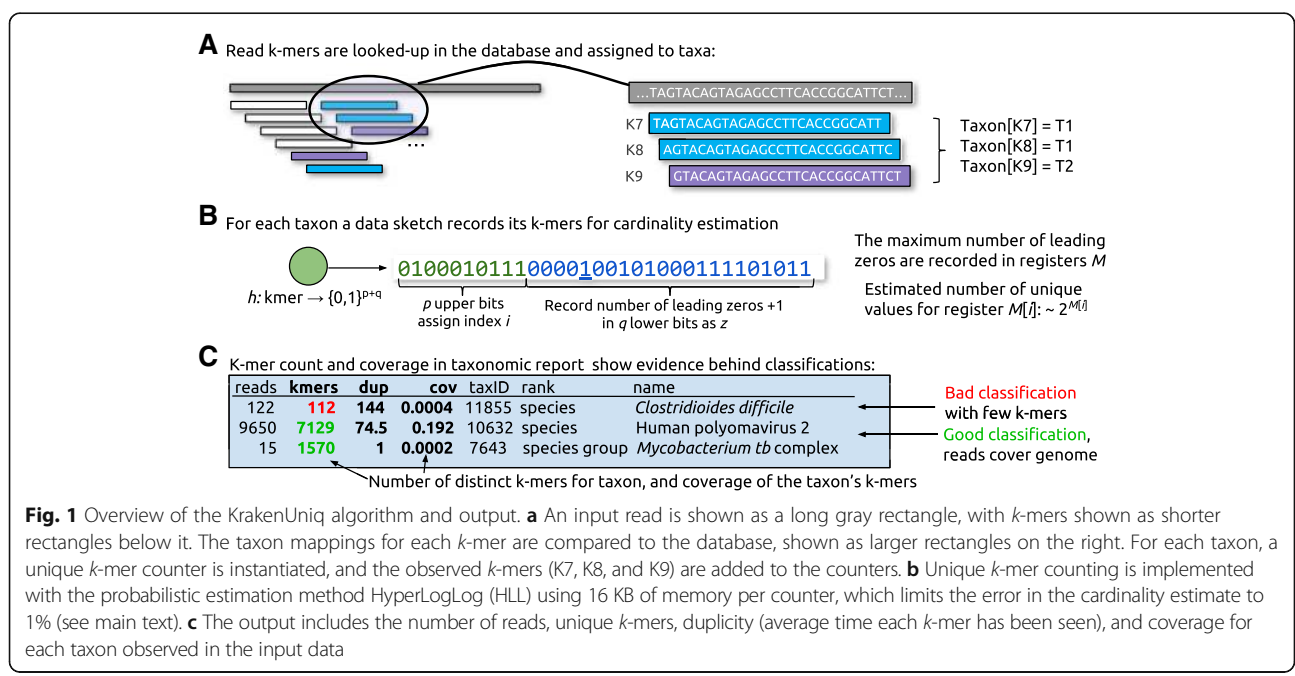 A Read k-mers are looked-up in the database and assigned to taxa:
...TAGTACAGTAGAGCCTTCACCGGCATTCT...
K7 TAGTACAGTAGAGCCTTCACCGGCATT
K8 AGTACAGTAGAGCCTTCACCGGCATTC
K9 GTACAGTAGAGCCTTCACCGGCATTCT
...
Taxon[K7] = T1
Taxon[K8] = T1
Taxon[K9] = T2
B For each taxon a data sketch records its k-mers for cardinality estimation
h: kmer → {0,1}p+q
0100010111000010010100011110​1011
p upper bits
assign index i
Record number of leading zeros +1
in q lower bits as z
The maximum number of leading
zeros are recorded in registers M
Estimated number of unique
values for register M[i]: ~ 2M[i]
C K-mer count and coverage in taxonomic report show evidence behind classifications:
reads kmers dup cov taxID rank name
122 112 144 0.0004 11855 species Clostridioides difficile
9650 7129 74.5 0.192 10632 species Human polyomavirus 2
15 1570 1 0.0002 7643 species group Mycobacterium tb complex
Bad classification
with few k-mers
Good classification,
reads cover genome
Number of distinct k-mers for taxon, and coverage of the taxon's k-mers
Fig. 1 Overview of the KrakenUniq algorithm and output. a An input read is shown as a long gray rectangle, with k-mers shown as shorter
rectangles below it. The taxon mappings for each k-mer are compared to the database, shown as larger rectangles on the right. For each taxon, a
unique k-mer counter is instantiated, and the observed k-mers (K7, K8, and K9) are added to the counters. b Unique k-mer counting is implemented
with the probabilistic estimation method HyperLogLog (HLL) using 16 KB of memory per counter, which limits the error in the cardinality estimate to
1% (see main text). c The output includes the number of reads, unique k-mers, duplicity (average time each k-mer has been seen), and coverage for
each taxon observed in the input data